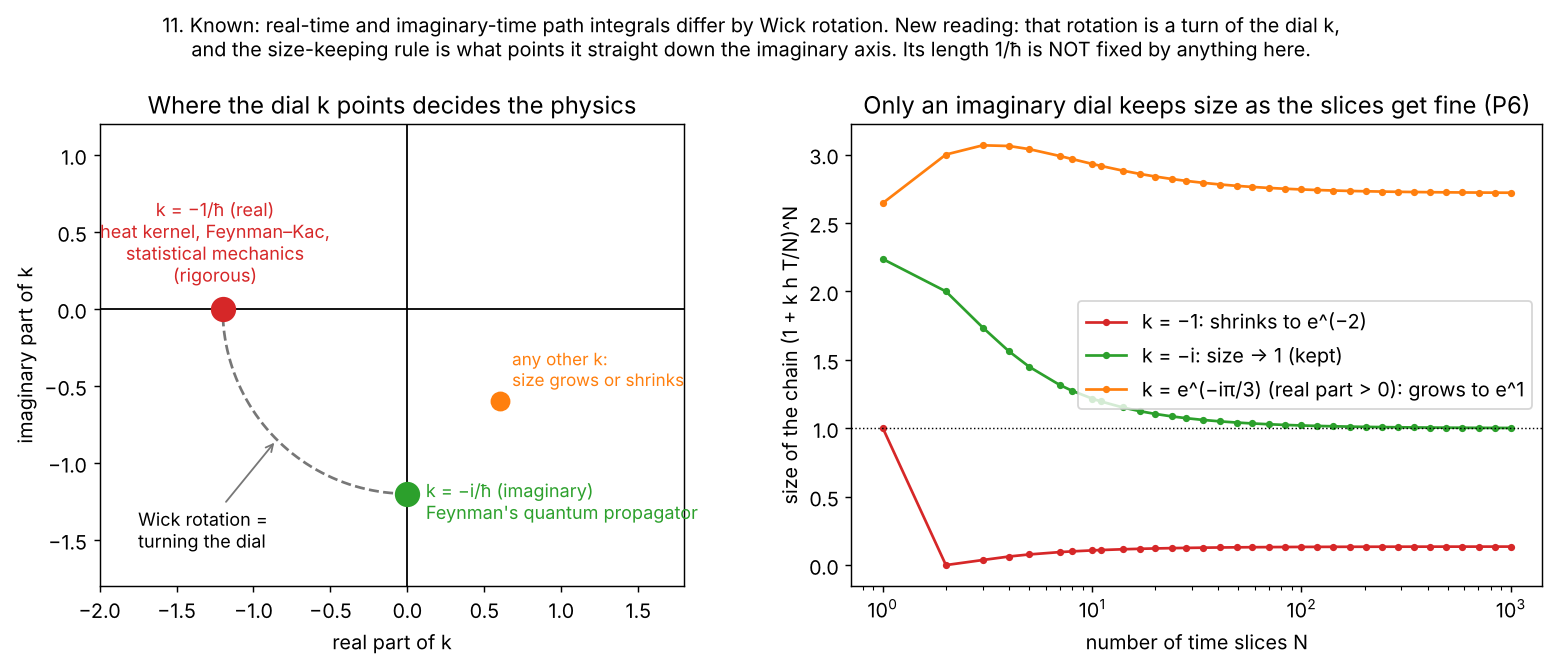 11. Known: real-time and imaginary-time path integrals differ by Wick rotation. New reading: that rotation is a turn of the dial k,
and the size-keeping rule is what points it straight down the imaginary axis. Its length 1/ħ is NOT fixed by anything here.
Where the dial k points decides the physics
imaginary part of k
1.0
0.5
0.0
−0.5
−1.0
−1.5
k = −1/ħ (real)
heat kernel, Feynman–Kac,
statistical mechanics
(rigorous)
any other k:
size grows or shrinks
k = −i/ħ (imaginary)
Feynman's quantum propagator
Wick rotation =
turning the dial
−2.0 −1.5 −1.0 −0.5 0.0 0.5 1.0 1.5
real part of k
Only an imaginary dial keeps size as the slices get fine (P6)
size of the chain (1 + k h T/N)^N
3.0
2.5
2.0
1.5
1.0
0.5
0.0
k = −1: shrinks to e^(−2)
k = −i: size → 1 (kept)
k = e^(−iπ/3) (real part > 0): grows to e^1
10⁰ 10¹ 10² 10³
number of time slices N